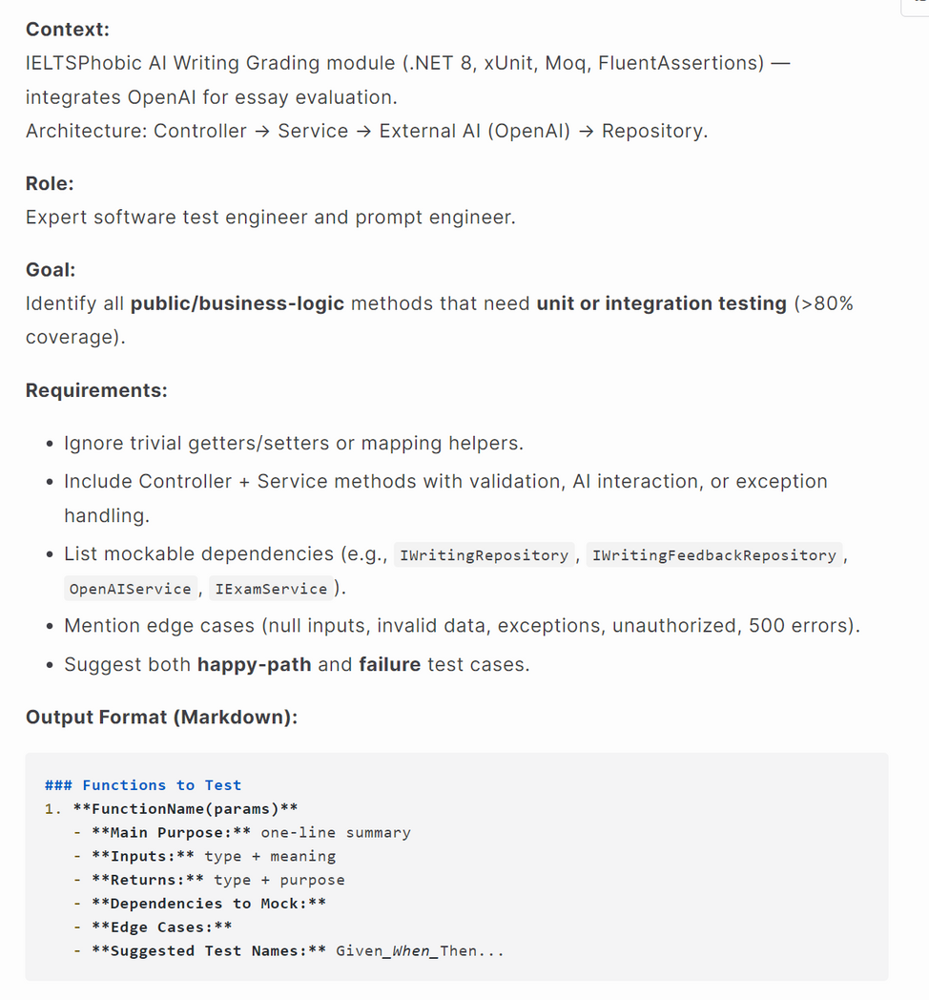 Context:
IELTSPhobic AI Writing Grading module (.NET 8, xUnit, Moq, FluentAssertions) —
integrates OpenAI for essay evaluation.
Architecture: Controller → Service → External AI (OpenAI) → Repository.
Role:
Expert software test engineer and prompt engineer.
Goal:
Identify all public/business-logic methods that need unit or integration testing (>80%
coverage).
Requirements:
• Ignore trivial getters/setters or mapping helpers.
• Include Controller + Service methods with validation, AI interaction, or exception
handling.
• List mockable dependencies (e.g., IWritingRepository, IWritingFeedbackRepository,
OpenAIService, IExamService).
• Mention edge cases (null inputs, invalid data, exceptions, unauthorized, 500 errors).
• Suggest both happy-path and failure test cases.
Output Format (Markdown):
### Functions to Test
1. **FunctionName(params)**
- **Main Purpose:** one-line summary
- **Inputs:** type + meaning
- **Returns:** type + purpose
- **Dependencies to Mock:**
- **Edge Cases:**
- **Suggested Test Names:** Given_When_Then...